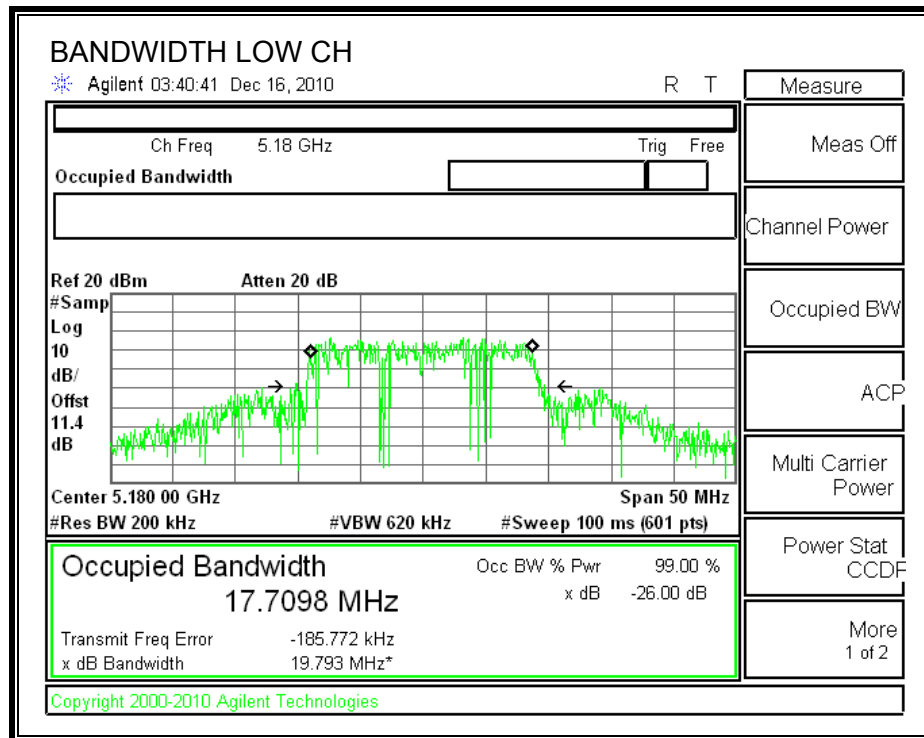 BANDWIDTH LOW CH
Agilent 03:40:41 Dec 16, 2010 R T
Measure
Ch Freq 5.18 GHz Trig Free
Occupied Bandwidth
Meas Off
Channel Power
Occupied BW
ACP
Multi Carrier
Power
Power Stat
CCDF
More
1 of 2
Ref 20 dBm Atten 20 dB
#Samp
Log
10
dB/
Offst
11.4
dB
Center 5.180 00 GHz Span 50 MHz
#Res BW 200 kHz #VBW 620 kHz #Sweep 100 ms (601 pts)
Occupied Bandwidth
17.7098 MHz
Occ BW % Pwr 99.00 %
x dB -26.00 dB
Transmit Freq Error -185.772 kHz
x dB Bandwidth 19.793 MHz*
Copyright 2000-2010 Agilent Technologies